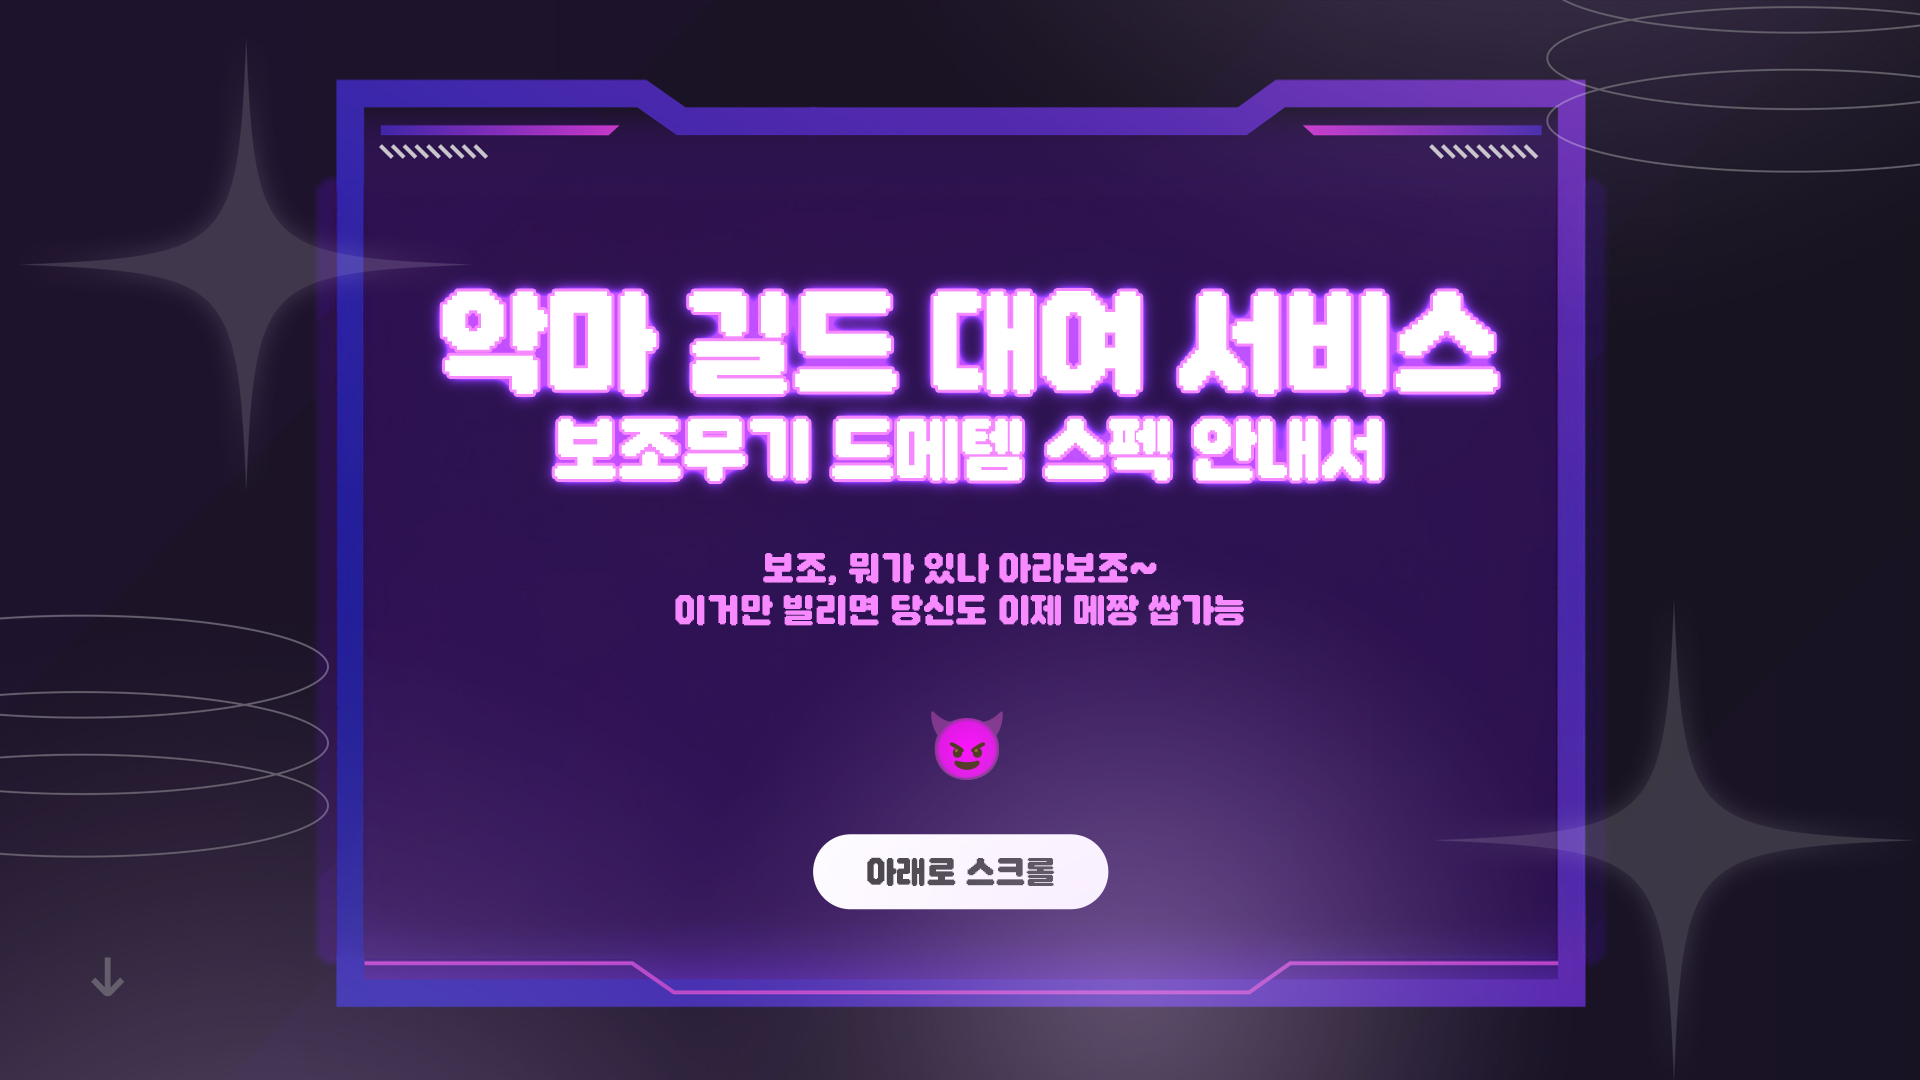 악마 길드 대여 서비스
보조무기 드메템 스펙 안내서
보조, 뭐가 있나 아라보조~
이거만 빌리면 당신도 이제 메짱 쌉가능
아래로 스크롤